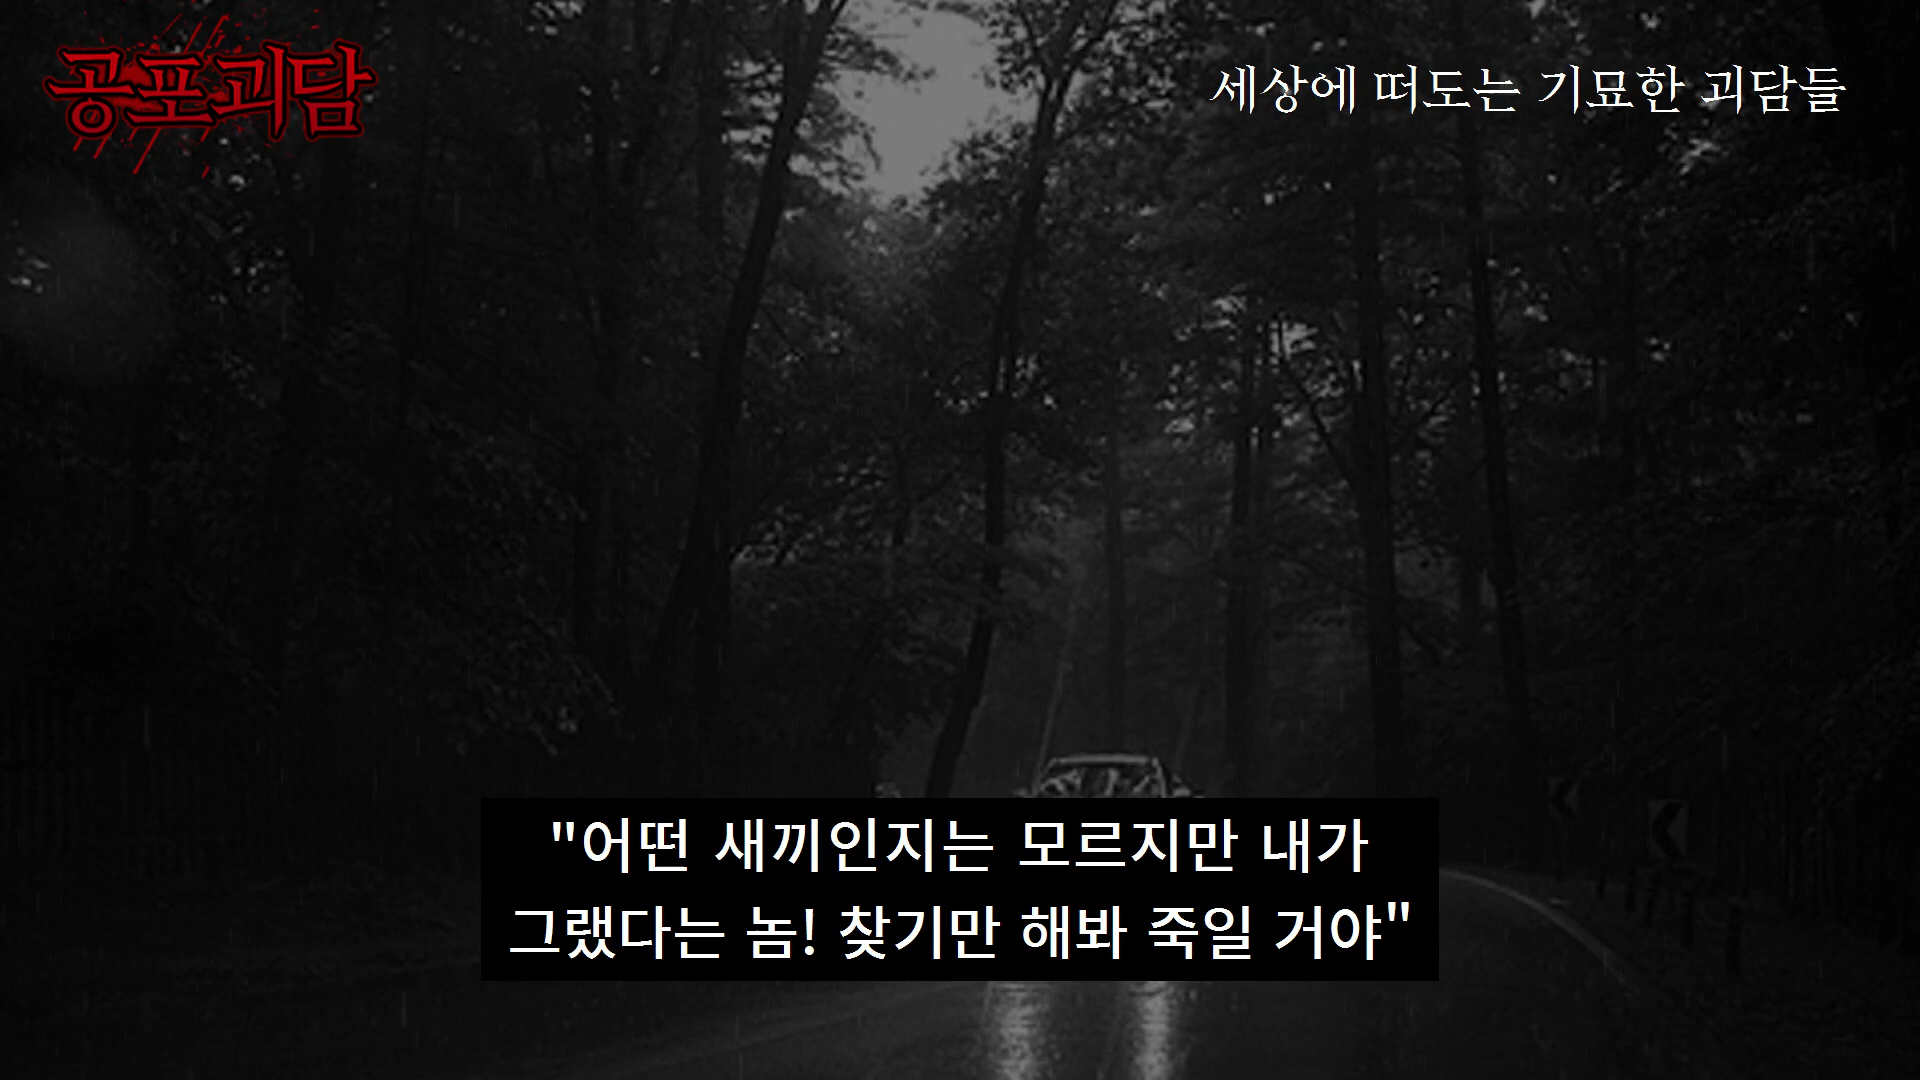 공포괴담
세상에 떠도는 기묘한 괴담들
"어떤 새끼인지는 모르지만 내가
그랬다는 놈! 찾기만 해봐 죽일 거야"